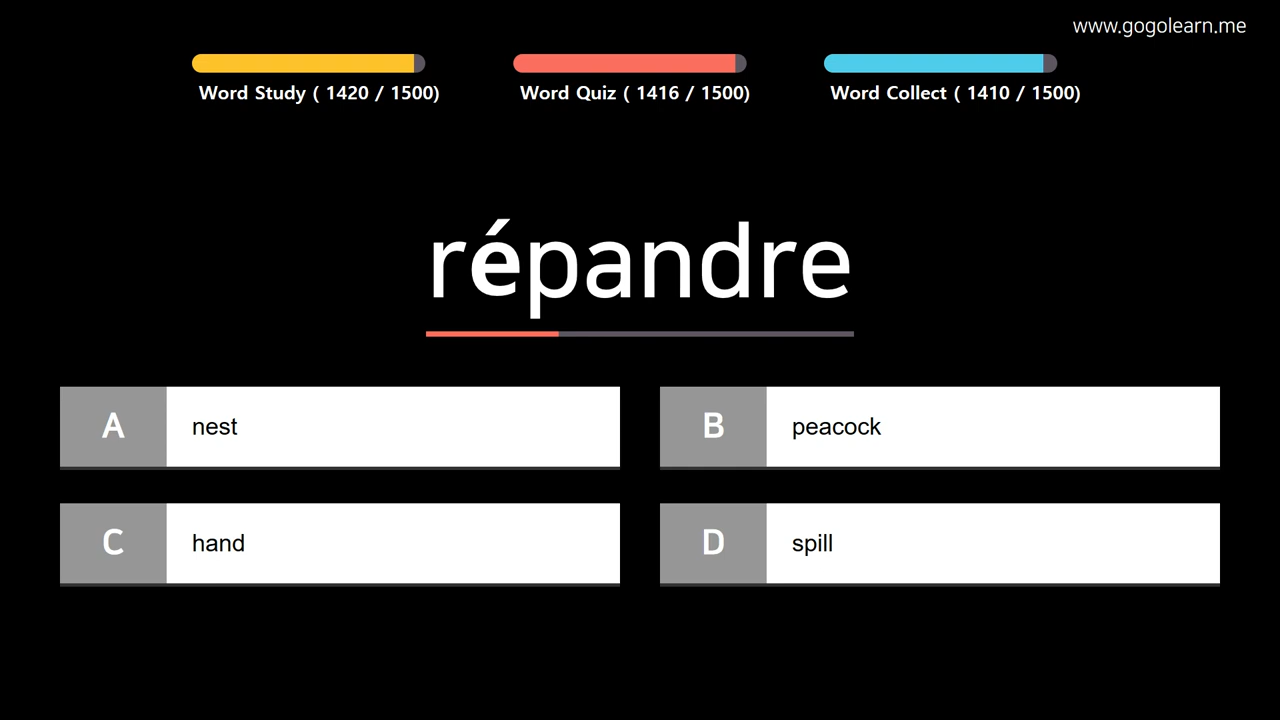 www.gogolearn.me
Word Study ( 1420 / 1500)
Word Quiz ( 1416 / 1500)
Word Collect ( 1410 / 1500)
répandre
A nest
B peacock
C hand
D spill